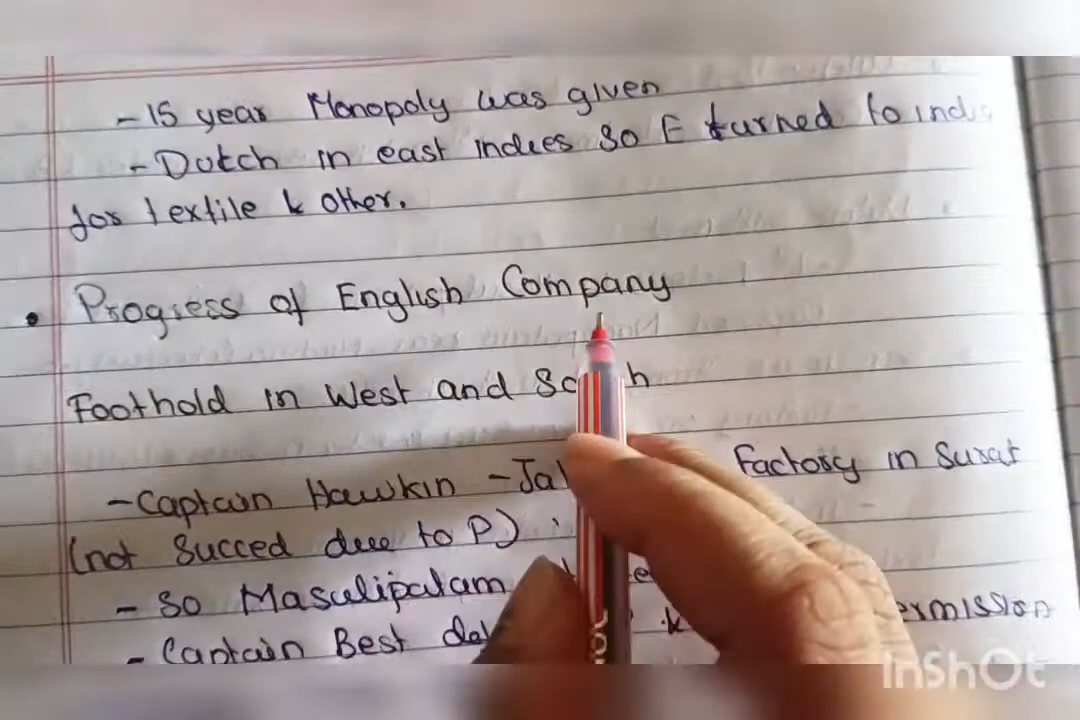 - 15 year Monopoly was given
- Dutch in east indies so E turned to india
for textile & other.
• Progress of English Company
Foothold in West and
- Captain Hawkin - Factory in Surat
(not Succed due to P)
- so Masulipatam
- Captain Best
InShOt